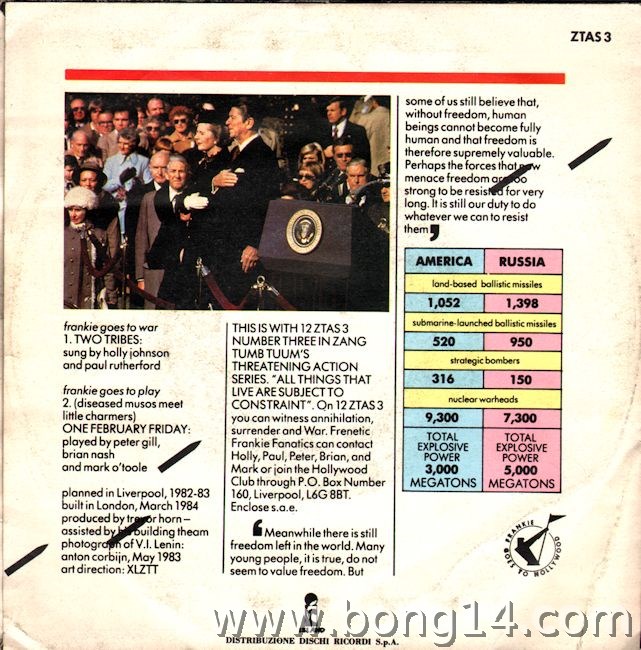 ZTAS 3
frankie goes to war
1. TWO TRIBES:
sung by holly johnson
and paul rutherford
frankie goes to play
2. (diseased musos meet
little charmers)
ONE FEBRUARY FRIDAY:
played by peter gill,
brian nash
and mark o'toole
planned in Liverpool, 1982-83
built in London, March 1984
produced by trevor horn –
assisted by his building theam
photograph of V.I. Lenin:
anton corbijn, May 1983
art direction: XLZTT
THIS IS WITH 12 ZTAS 3
NUMBER THREE IN ZANG
TUMB TUUM'S
THREATENING ACTION
SERIES. "ALL THINGS THAT
LIVE ARE SUBJECT TO
CONSTRAINT". On 12 ZTAS 3
you can witness annihilation,
surrender and War. Frenetic
Frankie Fanatics can contact
Holly, Paul, Peter, Brian, and
Mark or join the Hollywood
Club through P.O. Box Number
160, Liverpool, L6G 8BT.
Enclose s.a.e.
‘Meanwhile there is still
freedom left in the world. Many
young people, it is true, do not
seem to value freedom. But
some of us still believe that,
without freedom, human
beings cannot become fully
human and that freedom is
therefore supremely valuable.
Perhaps the forces that now
menace freedom are too
strong to be resisted for very
long. It is still our duty to do
whatever we can to resist
them’
AMERICA RUSSIA
land-based ballistic missiles
1,052 1,398
submarine-launched ballistic missiles
520 950
strategic bombers
316 150
nuclear warheads
9,300 7,300
TOTAL TOTAL
EXPLOSIVE EXPLOSIVE
POWER POWER
3,000 5,000
MEGATONS MEGATONS
FRANKIE
GOES TO HOLLYWOOD
ISLAND
DISTRIBUZIONE DISCHI RICORDI S.p.A.
www.bong14.com